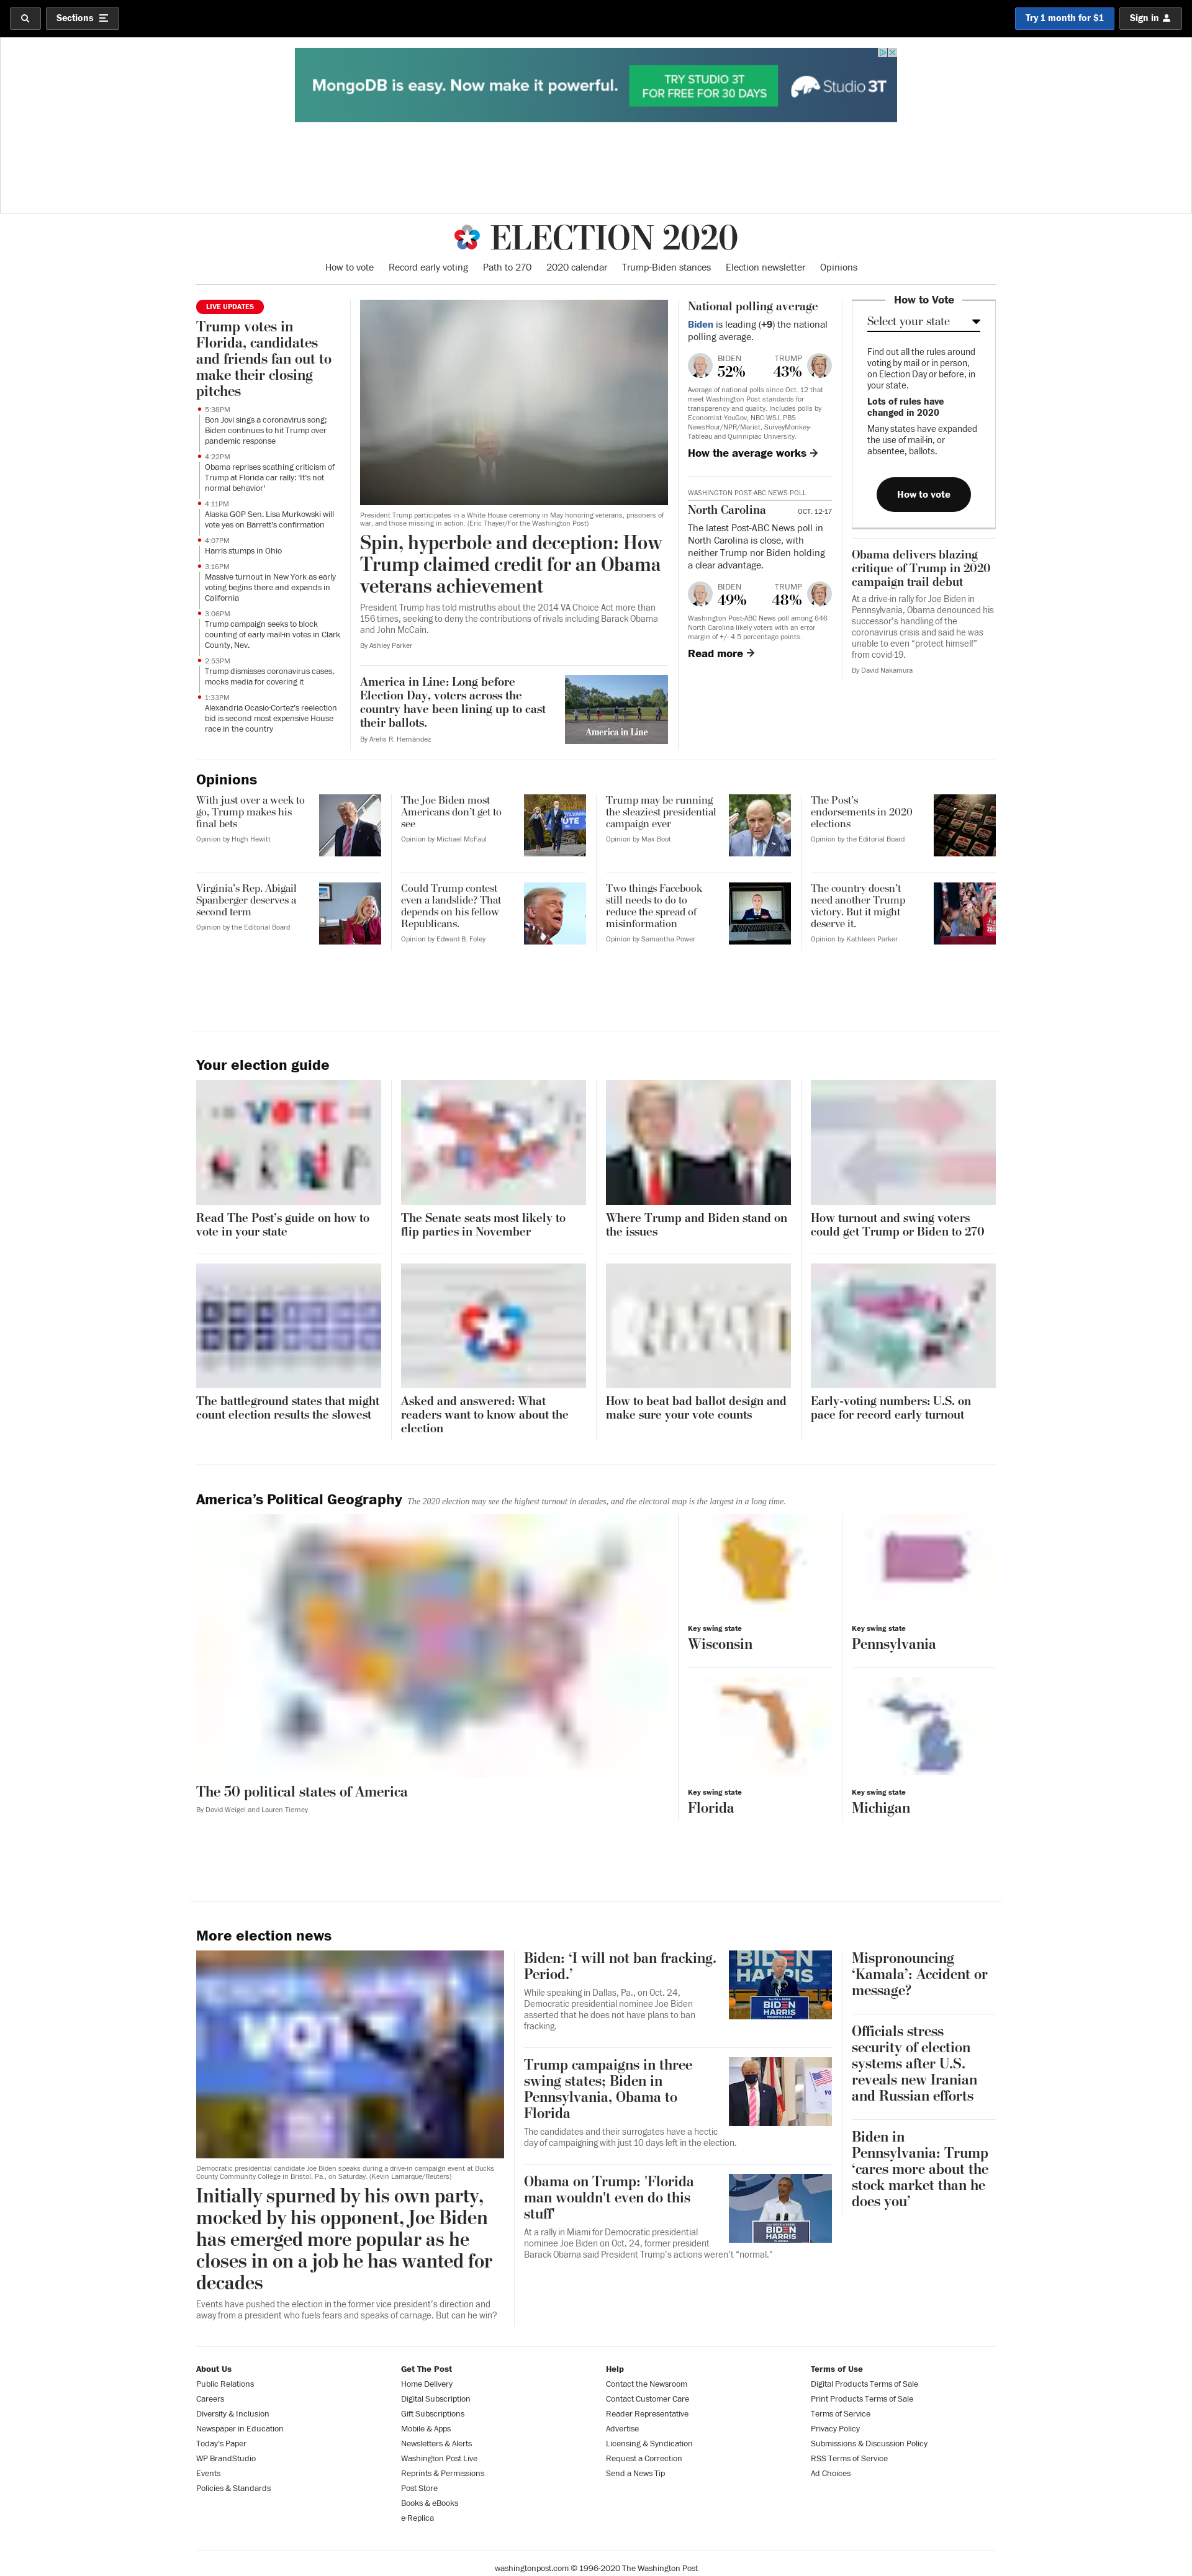 Sections
Try 1 month for $1
Sign in
MongoDB is easy. Now make it powerful.
TRY STUDIO 3T
FOR FREE FOR 30 DAYS
Studio 3T
ELECTION 2020
How to vote
Record early voting
Path to 270
2020 calendar
Trump-Biden stances
Election newsletter
Opinions
LIVE UPDATES
Trump votes in
Florida, candidates
and friends fan out to
make their closing
pitches
5:38PM
Bon Jovi sings a coronavirus song;
Biden continues to hit Trump over
pandemic response
4:22PM
Obama reprises scathing criticism of
Trump at Florida car rally: ‘It’s not
normal behavior’
4:11PM
Alaska GOP Sen. Lisa Murkowski will
vote yes on Barrett’s confirmation
4:07PM
Harris stumps in Ohio
3:16PM
Massive turnout in New York as early
voting begins there and expands in
California
3:06PM
Trump campaign seeks to block
counting of early mail-in votes in Clark
County, Nev.
2:53PM
Trump dismisses coronavirus cases,
mocks media for covering it
1:33PM
Alexandria Ocasio-Cortez’s reelection
bid is second most expensive House
race in the country
President Trump participates in a White House ceremony in May honoring veterans, prisoners of
war, and those missing in action. (Eric Thayer/For the Washington Post)
Spin, hyperbole and deception: How
Trump claimed credit for an Obama
veterans achievement
President Trump has told mistruths about the 2014 VA Choice Act more than
156 times, seeking to deny the contributions of rivals including Barack Obama
and John McCain.
By Ashley Parker
America in Line: Long before
Election Day, voters across the
country have been lining up to cast
their ballots.
By Arelis R. Hernández
America in Line
National polling average
Biden is leading (+9) the national
polling average.
BIDEN
52%
TRUMP
43%
Average of national polls since Oct. 12 that
meet Washington Post standards for
transparency and quality. Includes polls by
Economist-YouGov, NBC-WSJ, PBS
NewsHour/NPR/Marist, SurveyMonkey-
Tableau and Quinnipiac University.
How the average works →
WASHINGTON POST-ABC NEWS POLL
North Carolina
OCT. 12-17
The latest Post-ABC News poll in
North Carolina is close, with
neither Trump nor Biden holding
a clear advantage.
BIDEN
49%
TRUMP
48%
Washington Post-ABC News poll among 646
North Carolina likely voters with an error
margin of +/- 4.5 percentage points.
Read more →
How to Vote
Select your state
Find out all the rules around
voting by mail or in person,
on Election Day or before, in
your state.
Lots of rules have
changed in 2020
Many states have expanded
the use of mail-in, or
absentee, ballots.
How to vote
Obama delivers blazing
critique of Trump in 2020
campaign trail debut
At a drive-in rally for Joe Biden in
Pennsylvania, Obama denounced his
successor’s handling of the
coronavirus crisis and said he was
unable to even “protect himself”
from covid-19.
By David Nakamura
Opinions
With just over a week to
go, Trump makes his
final bets
Opinion by Hugh Hewitt
The Joe Biden most
Americans don’t get to
see
Opinion by Michael McFaul
Trump may be running
the sleaziest presidential
campaign ever
Opinion by Max Boot
The Post’s
endorsements in 2020
elections
Opinion by the Editorial Board
Virginia’s Rep. Abigail
Spanberger deserves a
second term
Opinion by the Editorial Board
Could Trump contest
even a landslide? That
depends on his fellow
Republicans.
Opinion by Edward B. Foley
Two things Facebook
still needs to do to
reduce the spread of
misinformation
Opinion by Samantha Power
The country doesn’t
need another Trump
victory. But it might
deserve it.
Opinion by Kathleen Parker
Your election guide
VOTE
Read The Post’s guide on how to
vote in your state
The Senate seats most likely to
flip parties in November
Where Trump and Biden stand on
the issues
How turnout and swing voters
could get Trump or Biden to 270
The battleground states that might
count election results the slowest
Asked and answered: What
readers want to know about the
election
How to beat bad ballot design and
make sure your vote counts
Early-voting numbers: U.S. on
pace for record early turnout
America’s Political Geography The 2020 election may see the highest turnout in decades, and the electoral map is the largest in a long time.
The 50 political states of America
By David Weigel and Lauren Tierney
Key swing state
Wisconsin
Key swing state
Pennsylvania
Key swing state
Florida
Key swing state
Michigan
More election news
Democratic presidential candidate Joe Biden speaks during a drive-in campaign event at Bucks
County Community College in Bristol, Pa., on Saturday. (Kevin Lamarque/Reuters)
Initially spurned by his own party,
mocked by his opponent, Joe Biden
has emerged more popular as he
closes in on a job he has wanted for
decades
Events have pushed the election in the former vice president’s direction and
away from a president who fuels fears and speaks of carnage. But can he win?
Biden: ‘I will not ban fracking.
Period.’
While speaking in Dallas, Pa., on Oct. 24,
Democratic presidential nominee Joe Biden
asserted that he does not have plans to ban
fracking.
BIDEN
HARRIS
BIDEN
HARRIS
Trump campaigns in three
swing states; Biden in
Pennsylvania, Obama to
Florida
The candidates and their surrogates have a hectic
day of campaigning with just 10 days left in the election.
Obama on Trump: 'Florida
man wouldn't even do this
stuff'
At a rally in Miami for Democratic presidential
nominee Joe Biden on Oct. 24, former president
Barack Obama said President Trump’s actions weren’t “normal.”
BIDEN
HARRIS
Mispronouncing
‘Kamala’: Accident or
message?
Officials stress
security of election
systems after U.S.
reveals new Iranian
and Russian efforts
Biden in
Pennsylvania: Trump
‘cares more about the
stock market than he
does you’
About Us
Public Relations
Careers
Diversity & Inclusion
Newspaper in Education
Today's Paper
WP BrandStudio
Events
Policies & Standards
Get The Post
Home Delivery
Digital Subscription
Gift Subscriptions
Mobile & Apps
Newsletters & Alerts
Washington Post Live
Reprints & Permissions
Post Store
Books & eBooks
e-Replica
Help
Contact the Newsroom
Contact Customer Care
Reader Representative
Advertise
Licensing & Syndication
Request a Correction
Send a News Tip
Terms of Use
Digital Products Terms of Sale
Print Products Terms of Sale
Terms of Service
Privacy Policy
Submissions & Discussion Policy
RSS Terms of Service
Ad Choices
washingtonpost.com © 1996-2020 The Washington Post